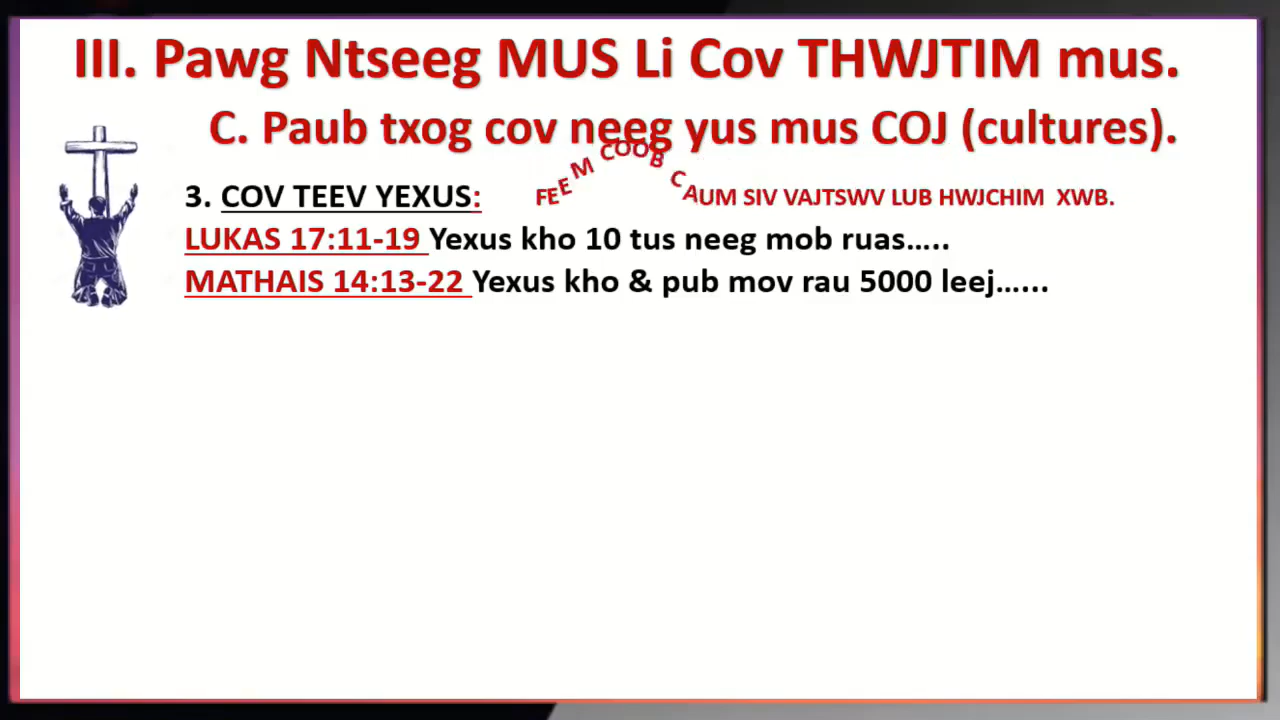 III. Pawg Ntseeg MUS Li Cov THWJTIM mus.
C. Paub txog cov neeg yus mus COJ (cultures).
3. COV TEEV YEXUS: FEEM COOB CAUM SIV VAJTSWV LUB HWJCHIM XWB.
LUKAS 17:11-19 Yexus kho 10 tus neeg mob ruas…..
MATHAIS 14:13-22 Yexus kho & pub mov rau 5000 leej…...